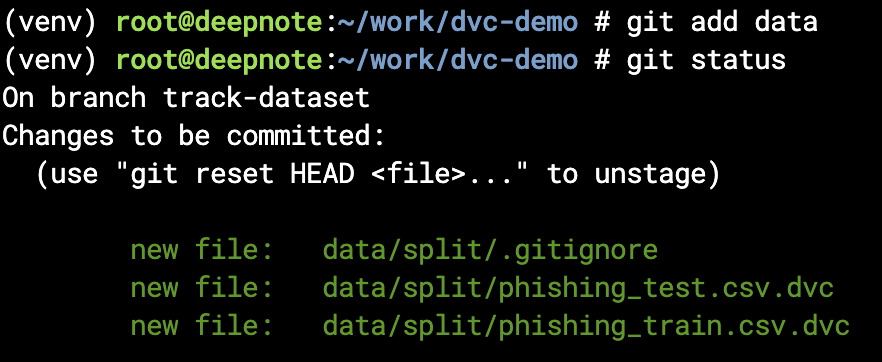 (venv) root@deepnote:~/work/dvc-demo # git add data
(venv) root@deepnote:~/work/dvc-demo # git status
On branch track-dataset
Changes to be committed:
  (use "git reset HEAD <file>..." to unstage)

        new file:   data/split/.gitignore
        new file:   data/split/phishing_test.csv.dvc
        new file:   data/split/phishing_train.csv.dvc